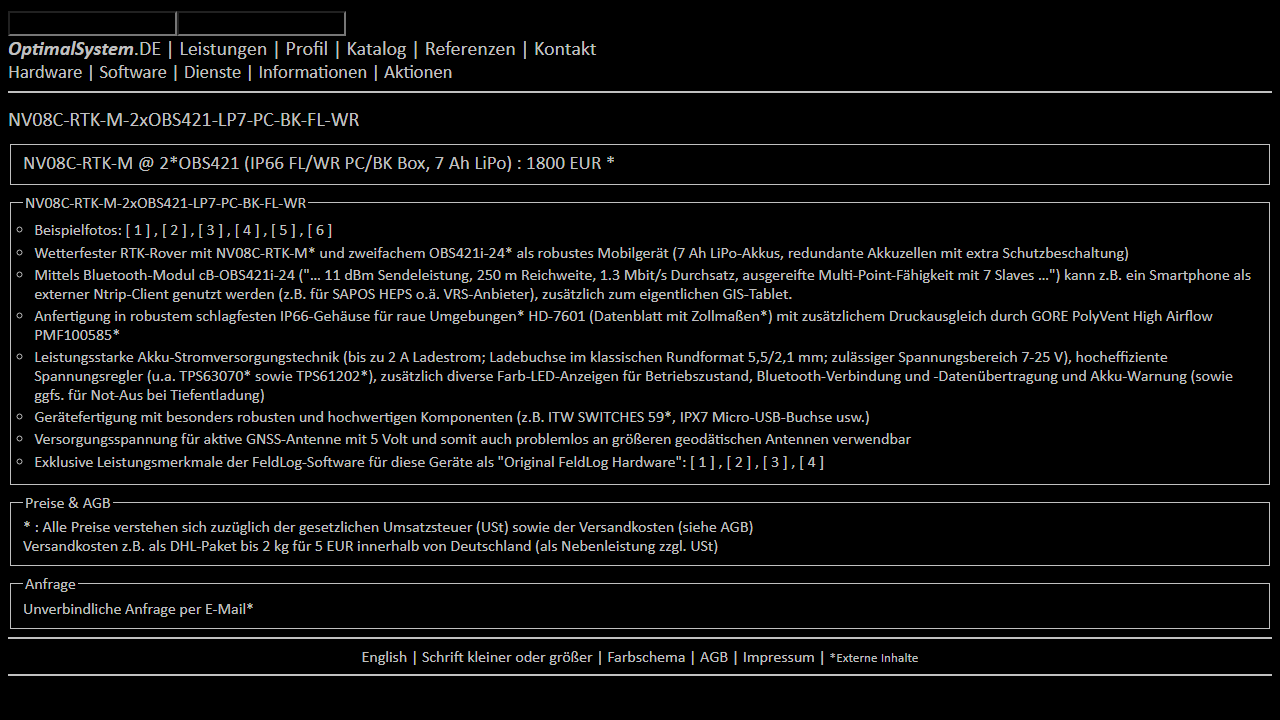 OptimalSystem.DE | Leistungen | Profil | Katalog | Referenzen | Kontakt
Hardware | Software | Dienste | Informationen | Aktionen
NV08C-RTK-M-2xOBS421-LP7-PC-BK-FL-WR
NV08C-RTK-M @ 2*OBS421 (IP66 FL/WR PC/BK Box, 7 Ah LiPo) : 1800 EUR *
NV08C-RTK-M-2xOBS421-LP7-PC-BK-FL-WR
Beispielfotos: [ 1 ] , [ 2 ] , [ 3 ] , [ 4 ] , [ 5 ] , [ 6 ]
Wetterfester RTK-Rover mit NV08C-RTK-M* und zweifachem OBS421i-24* als robustes Mobilgerät (7 Ah LiPo-Akkus, redundante Akkuzellen mit extra Schutzbeschaltung)
Mittels Bluetooth-Modul cB-OBS421i-24 ("... 11 dBm Sendeleistung, 250 m Reichweite, 1.3 Mbit/s Durchsatz, ausgereifte Multi-Point-Fähigkeit mit 7 Slaves ...") kann z.B. ein Smartphone als
externer Ntrip-Client genutzt werden (z.B. für SAPOS HEPS o.ä. VRS-Anbieter), zusätzlich zum eigentlichen GIS-Tablet.
Anfertigung in robustem schlagfesten IP66-Gehäuse für raue Umgebungen* HD-7601 (Datenblatt mit Zollmaßen*) mit zusätzlichem Druckausgleich durch GORE PolyVent High Airflow
PMF100585*
Leistungsstarke Akku-Stromversorgungstechnik (bis zu 2 A Ladestrom; Ladebuchse im klassischen Rundformat 5,5/2,1 mm; zulässiger Spannungsbereich 7-25 V), hocheffiziente
Spannungsregler (u.a. TPS63070* sowie TPS61202*), zusätzlich diverse Farb-LED-Anzeigen für Betriebszustand, Bluetooth-Verbindung und -Datenübertragung und Akku-Warnung (sowie
ggfs. für Not-Aus bei Tiefentladung)
Gerätefertigung mit besonders robusten und hochwertigen Komponenten (z.B. ITW SWITCHES 59*, IPX7 Micro-USB-Buchse usw.)
Versorgungsspannung für aktive GNSS-Antenne mit 5 Volt und somit auch problemlos an größeren geodätischen Antennen verwendbar
Exklusive Leistungsmerkmale der FeldLog-Software für diese Geräte als "Original FeldLog Hardware": [ 1 ] , [ 2 ] , [ 3 ] , [ 4 ]
Preise & AGB
* : Alle Preise verstehen sich zuzüglich der gesetzlichen Umsatzsteuer (USt) sowie der Versandkosten (siehe AGB)
Versandkosten z.B. als DHL-Paket bis 2 kg für 5 EUR innerhalb von Deutschland (als Nebenleistung zzgl. USt)
Anfrage
Unverbindliche Anfrage per E-Mail*
English | Schrift kleiner oder größer | Farbschema | AGB | Impressum | *Externe Inhalte